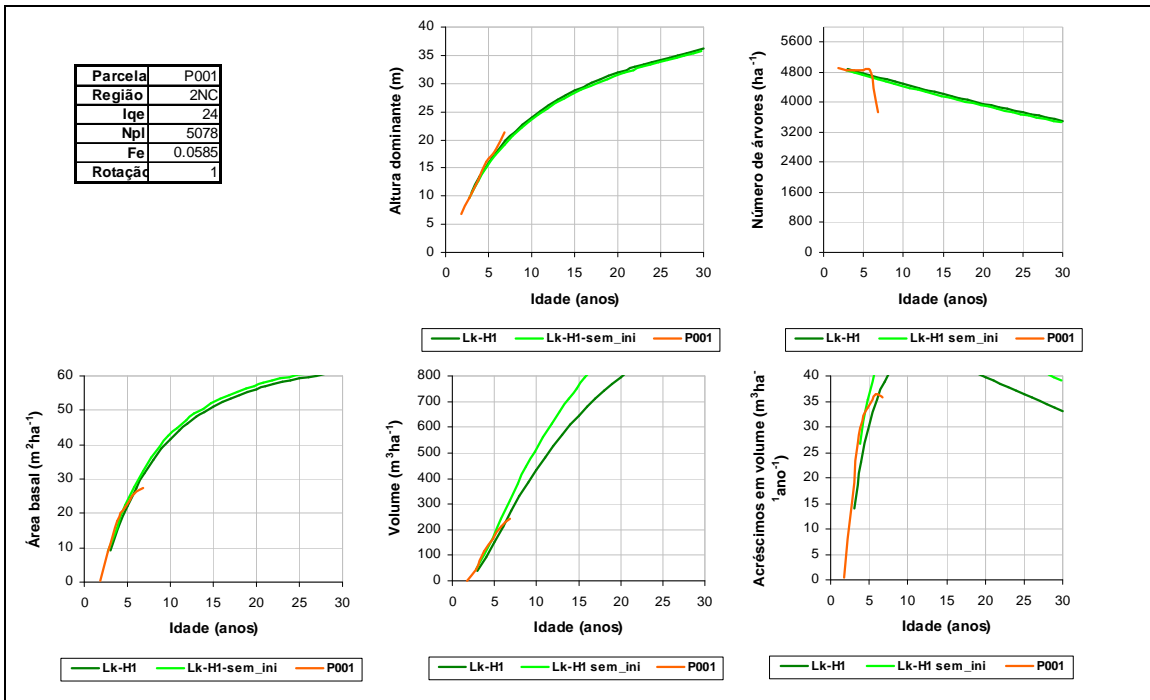 Parcela P001
Região 2NC
Iqe 24
Npl 5078
Fe 0.0585
Rotação 1
Altura dominante (m)
40
35
30
25
20
15
10
5
0
0 5 10 15 20 25 30
Idade (anos)
Lk-H1 Lk-H1-sem_ini P001
Número de árvores (ha⁻¹)
5600
4800
4000
3200
2400
1600
800
0
0 5 10 15 20 25 30
Idade (anos)
Lk-H1 Lk-H1 sem_ini P001
Área basal (m²ha⁻¹)
60
50
40
30
20
10
0
0 5 10 15 20 25 30
Idade (anos)
Lk-H1 Lk-H1-sem_ini P001
Volume (m³ha⁻¹)
800
700
600
500
400
300
200
100
0
0 5 10 15 20 25 30
Idade (anos)
Lk-H1 Lk-H1 sem_ini P001
Acréscimos em volume (m³ha⁻
¹ano⁻¹)
40
35
30
25
20
15
10
5
0
0 5 10 15 20 25 30
Idade (anos)
Lk-H1 Lk-H1 sem_ini P001